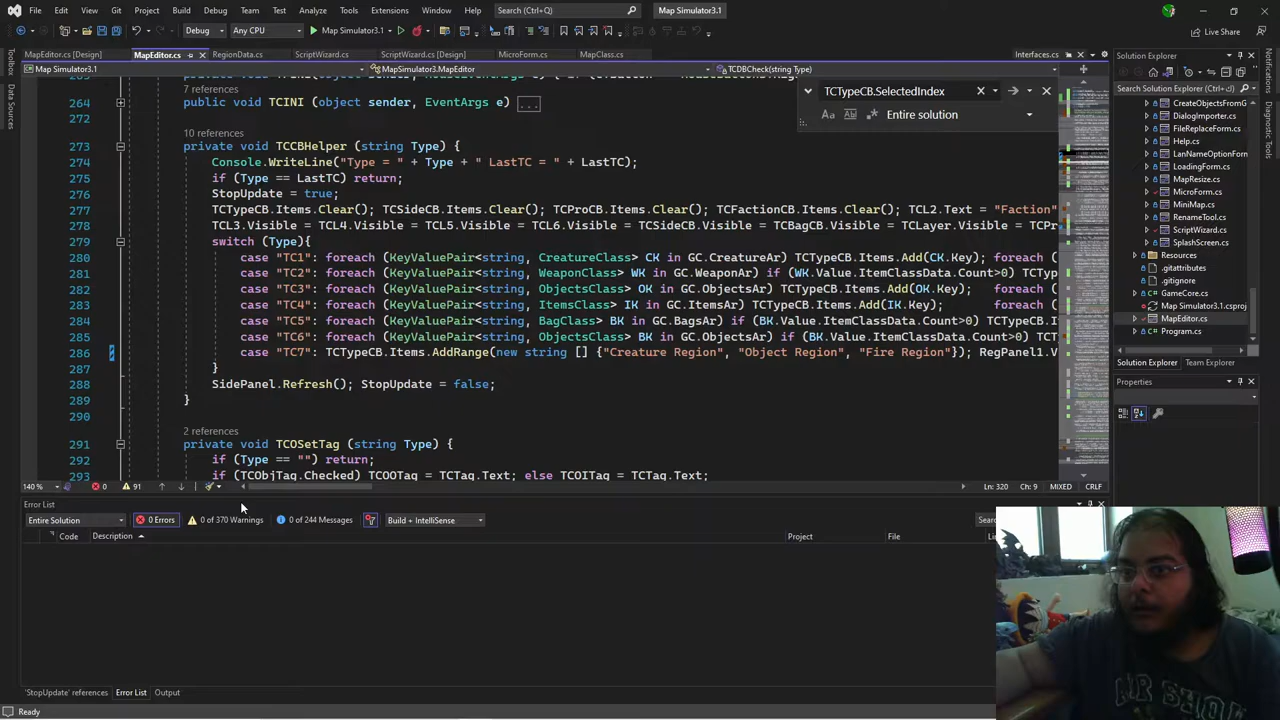 File Edit View Git Project Build Debug Team Test Analyze Tools Extensions Window Help Search (Ctrl+Q) Map Simulator3.1
Debug Any CPU Map Simulator3.1 Live Share
MapEditor.cs [Design] MapEditor.cs RegionData.cs ScriptWizard.cs ScriptWizard.cs [Design] MicroForm.cs MapClass.cs Interfaces.cs Solution Explorer
Map Simulator3.1 MapSimulator3.MapEditor TCDBCheck(string Type)
Toolbox
Data Sources
Notifications
Diagnostic Tools
7 references
264 public void TCINI (object sender, EventArgs e) ...
272
TCTypeCB.SelectedIndex
Entire solution
10 references
273 private void TCCBHelper (string Type) {
274 Console.WriteLine("Type = " + Type + " LastTC = " + LastTC);
275 if (Type == LastTC) return;
276 StopUpdate = true;
277 TCTypeCB.Items.Clear(); TCFactionCB.Items.Clear(); TCL2.Text = "Faction"
278 TCL3.Visible = TCL4.Visible = TCL5.Visible = TCBagCB.Visible = TCLayer.Visible = TCPr
279 switch (Type){
280 case "TC1": foreach (KeyValuePair<string, CreatureClass> CK in GC.CreatureAr) TCTypeCB.Items.Add(CK.Key); foreach (
281 case "TC2": foreach (KeyValuePair<string, WeaponClass> WK in GC.WeaponAr) if (WK.Value.ItemClassData.Count>0) TCTyp
282 case "TC3": foreach (KeyValuePair<string, ObjectsClass> OK in GC.ObjectsAr) TCTypeCB.Items.Add(OK.Key); foreach (
283 case "TC4": foreach (KeyValuePair<string, ItemsClass> IK in GC.ItemsAr) TCTypeCB.Items.Add(IK.Key); foreach (
284 case "TC5": foreach (KeyValuePair<string, BagClass> BK in GC.BagsAr) if (BK.Value.ItemClassData.Count>0) TCTypeCB.I
285 case "TC6": foreach (KeyValuePair<string, ObjectsClass> BK in GC.ObjectsAr) if (BK.Value.ItemClassData.Count>0) TCT
286 case "TC7": TCTypeCB.Items.AddRange(new string [] {"Creature Region", "Object Region", "Fire Region"}); RegPanel1.V
287 }
288 SidePanel.Refresh(); StopUpdate = false;
289 }
290
2 references
291 private void TCOSetTag (string Type) {
292 if (Type == "") return
293 if (TCObjTag.Checked) TCOTag = TCTag.Text; else TCOITag = TCTag.Text;
140 % 0 91 Ln: 320 Ch: 9 MIXED CRLF
Error List
Entire Solution 0 Errors 0 of 370 Warnings 0 of 244 Messages Build + IntelliSense
Code Description Project File
'StopUpdate' references Error List Output
Ready
Search Solution Explorer (Ctrl+
CreateObjectsFromG
DialogImporter.cs
FileReplaceForm.cs
Help.cs
LanNameOptionForm
LoadingForm.cs
MapResize.cs
MicroForm.cs
MiniMap.cs
RenameTool.cs
ScriptWizard.cs
SplashScreen.cs
Resources
.gitattributes
.gitignore
GameCore.cs
Map Simulator3.1.csproj
MapEditor.cs
Program.cs
Solution Explorer Team Explorer
Properties